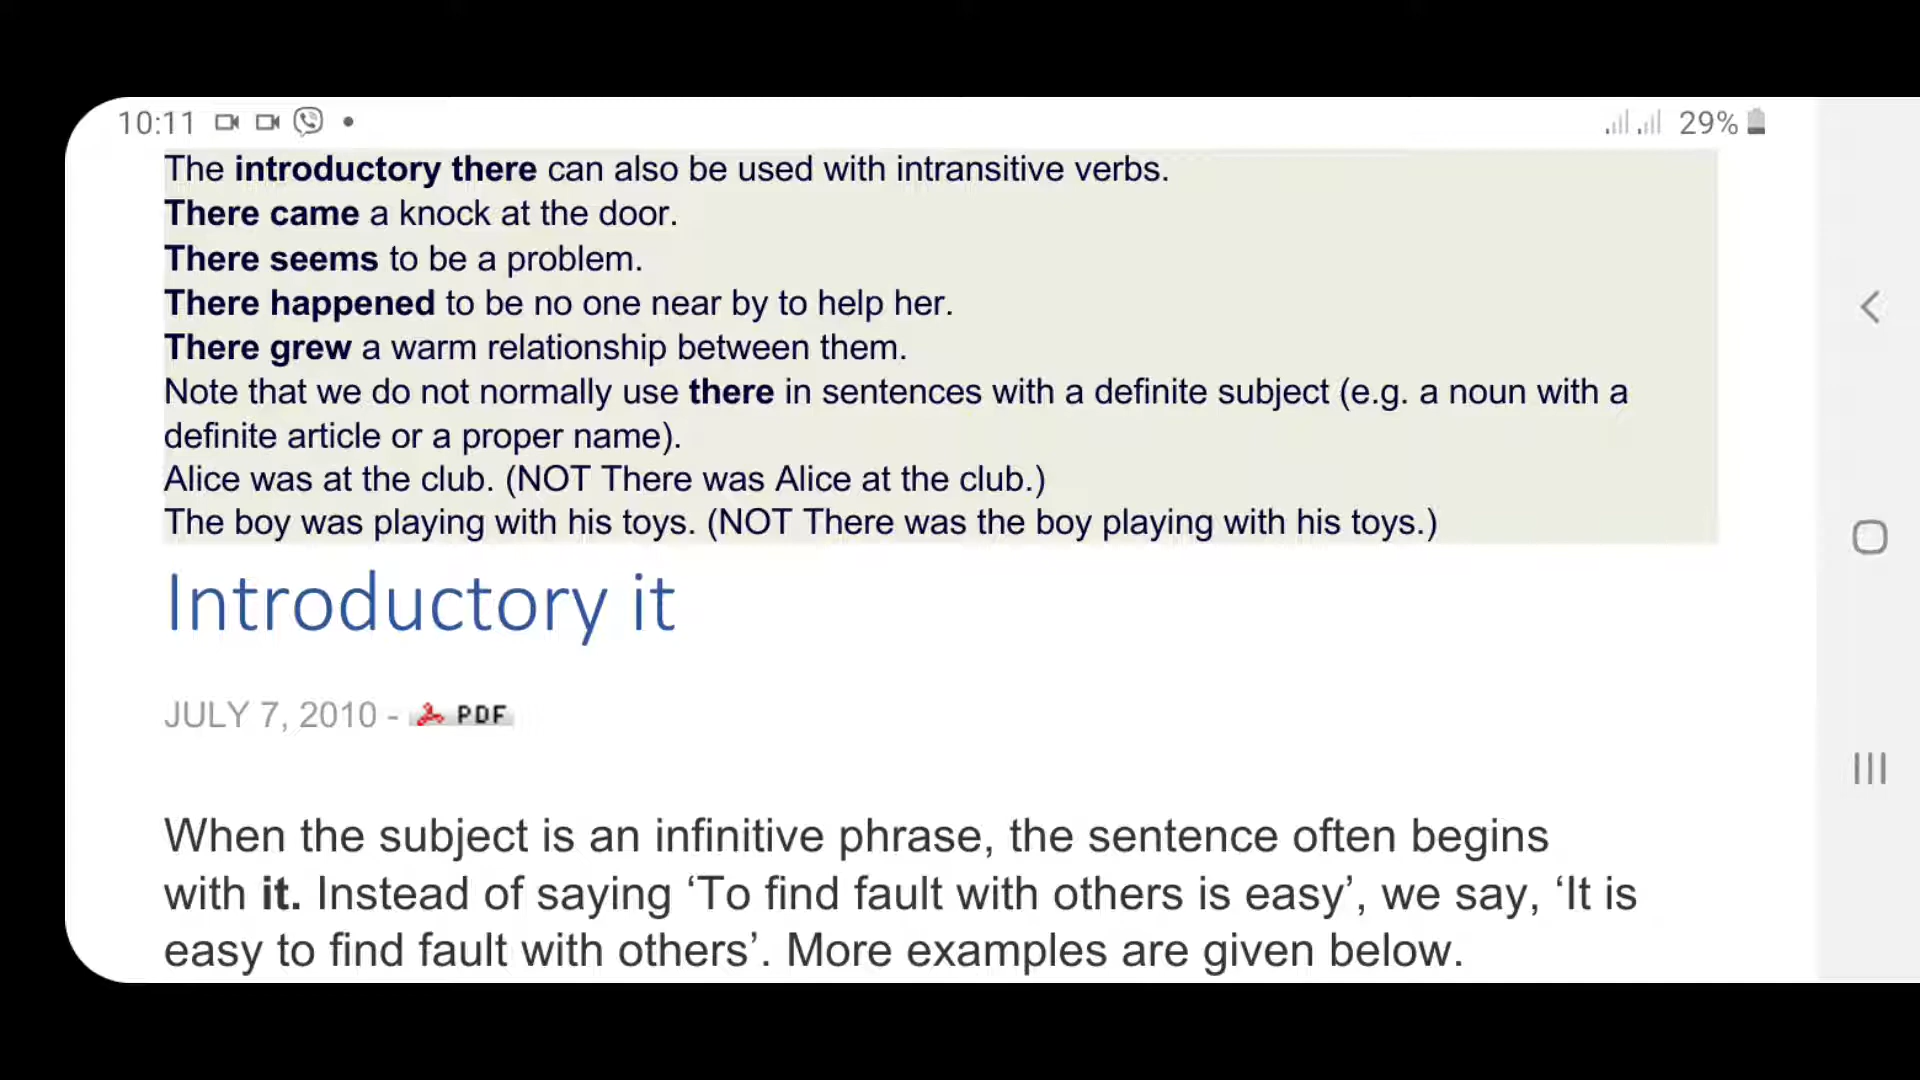 10:11
29%
The introductory there can also be used with intransitive verbs.
There came a knock at the door.
There seems to be a problem.
There happened to be no one near by to help her.
There grew a warm relationship between them.
Note that we do not normally use there in sentences with a definite subject (e.g. a noun with a
definite article or a proper name).
Alice was at the club. (NOT There was Alice at the club.)
The boy was playing with his toys. (NOT There was the boy playing with his toys.)
Introductory it
JULY 7, 2010 - PDF
When the subject is an infinitive phrase, the sentence often begins
with it. Instead of saying ‘To find fault with others is easy’, we say, ‘It is
easy to find fault with others’. More examples are given below.